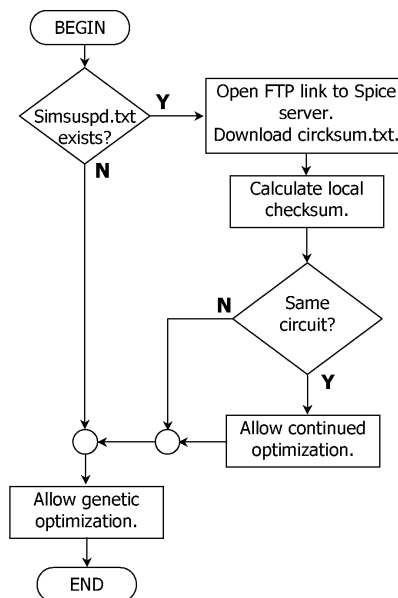 BEGIN
Simsuspd.txt
exists?
Y
N
Open FTP link to Spice
server.
Download circksum.txt.
Calculate local
checksum.
Same
circuit?
N
Y
Allow continued
optimization.
Allow genetic
optimization.
END